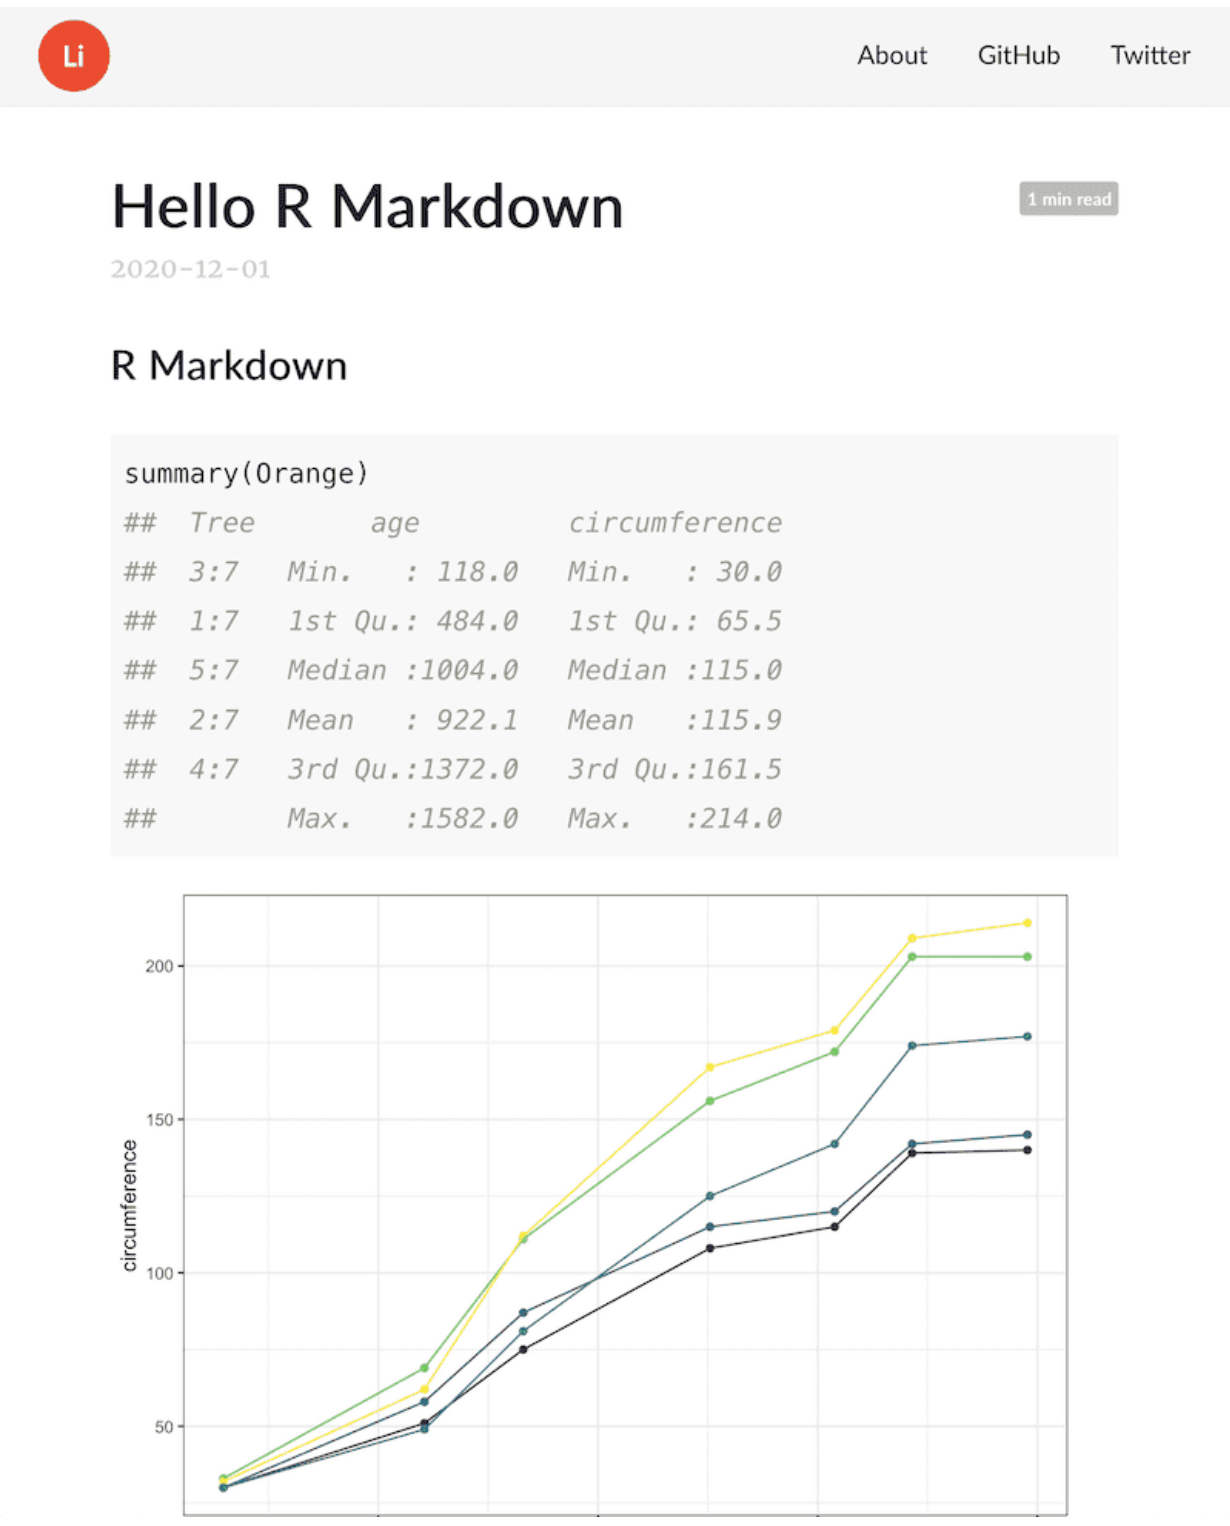 Li
About GitHub Twitter
Hello R Markdown
1 min read
2020-12-01
R Markdown
summary(Orange)
##  Tree       age         circumference
##  3:7   Min.   : 118.0   Min.   : 30.0
##  1:7   1st Qu.: 484.0   1st Qu.: 65.5
##  5:7   Median :1004.0   Median :115.0
##  2:7   Mean   : 922.1   Mean   :115.9
##  4:7   3rd Qu.:1372.0   3rd Qu.:161.5
##        Max.   :1582.0   Max.   :214.0
200
150
circumference
100
50